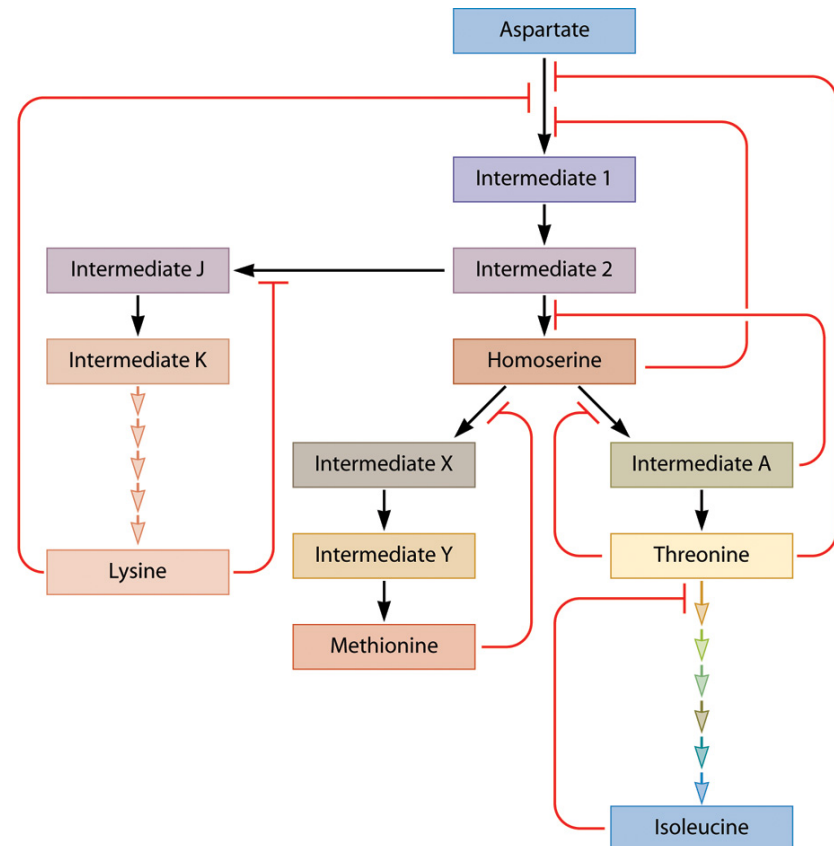 Aspartate
Intermediate 1
Intermediate J
Intermediate 2
Intermediate K
Homoserine
Intermediate X
Intermediate A
Intermediate Y
Threonine
Lysine
Methionine
Isoleucine